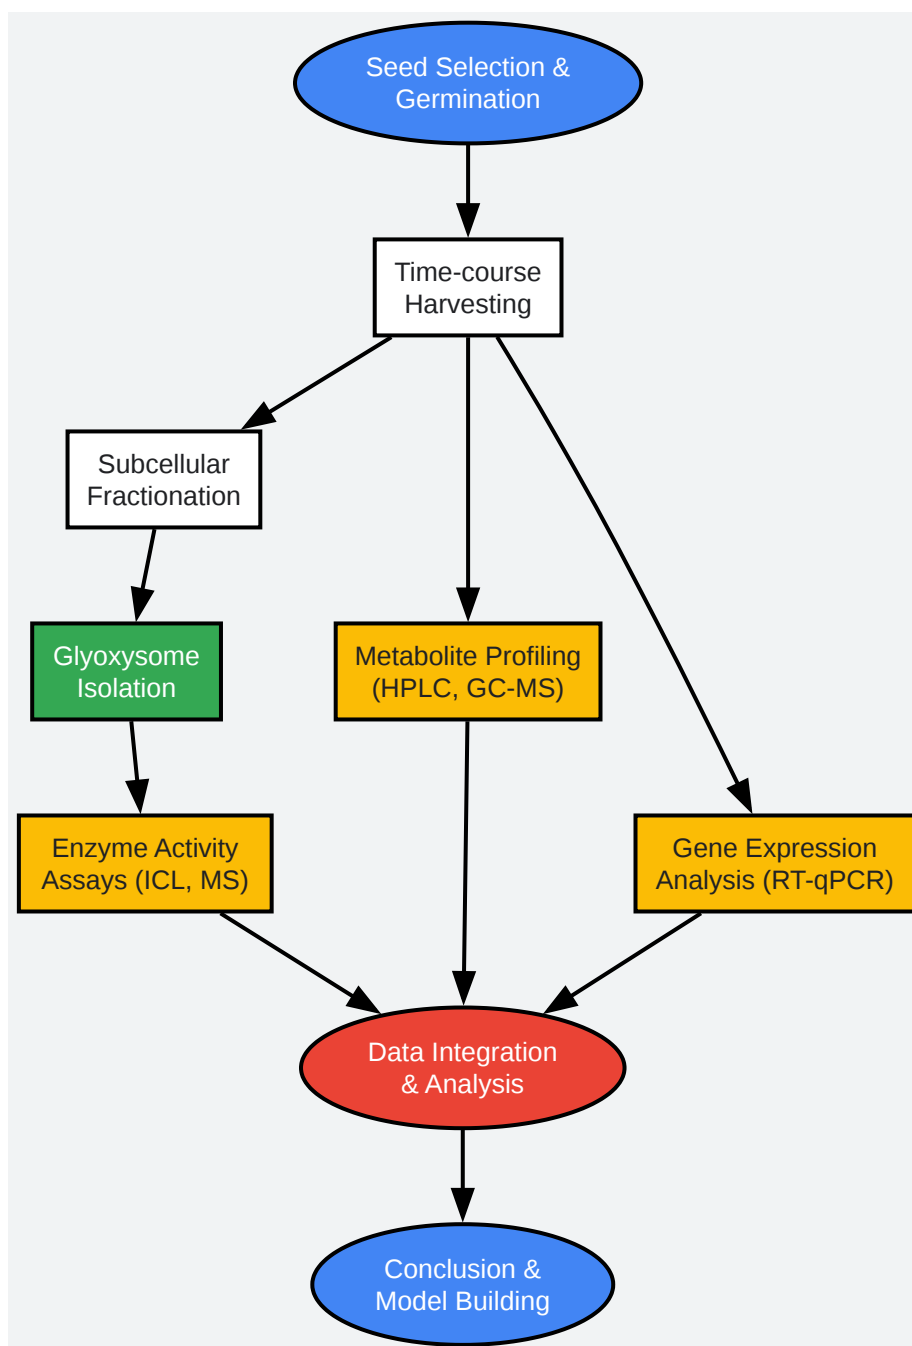 Seed Selection &
Germination
Time-course
Harvesting
Subcellular
Fractionation
Glyoxysome
Isolation
Metabolite Profiling
(HPLC, GC-MS)
Enzyme Activity
Assays (ICL, MS)
Gene Expression
Analysis (RT-qPCR)
Data Integration
& Analysis
Conclusion &
Model Building